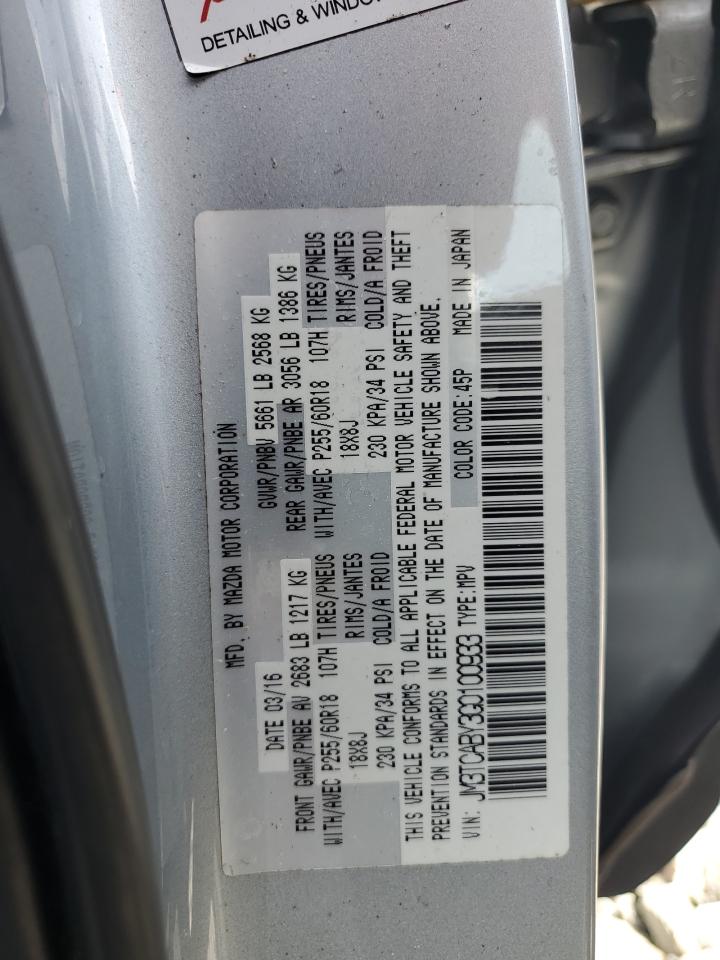 DETAILING & WINDOW
MFD. BY MAZDA MOTOR CORPORATION
DATE 03/16 GVWR/PNBV 5661 LB 2568 KG
FRONT GAWR/PNBE AV 2683 LB 1217 KG REAR GAWR/PNBE AR 3056 LB 1386 KG
WITH/AVEC P255/60R18 107H TIRES/PNEUS WITH/AVEC P255/60R18 107H TIRES/PNEUS
18X8J RIMS/JANTES 18X8J RIMS/JANTES
230 KPA/34 PSI COLD/A FROID 230 KPA/34 PSI COLD/A FROID
THIS VEHICLE CONFORMS TO ALL APPLICABLE FEDERAL MOTOR VEHICLE SAFETY AND THEFT
PREVENTION STANDARDS IN EFFECT ON THE DATE OF MANUFACTURE SHOWN ABOVE.
VIN: JM3TCABY3G0100933 TYPE:MPV COLOR CODE:45P MADE IN JAPAN